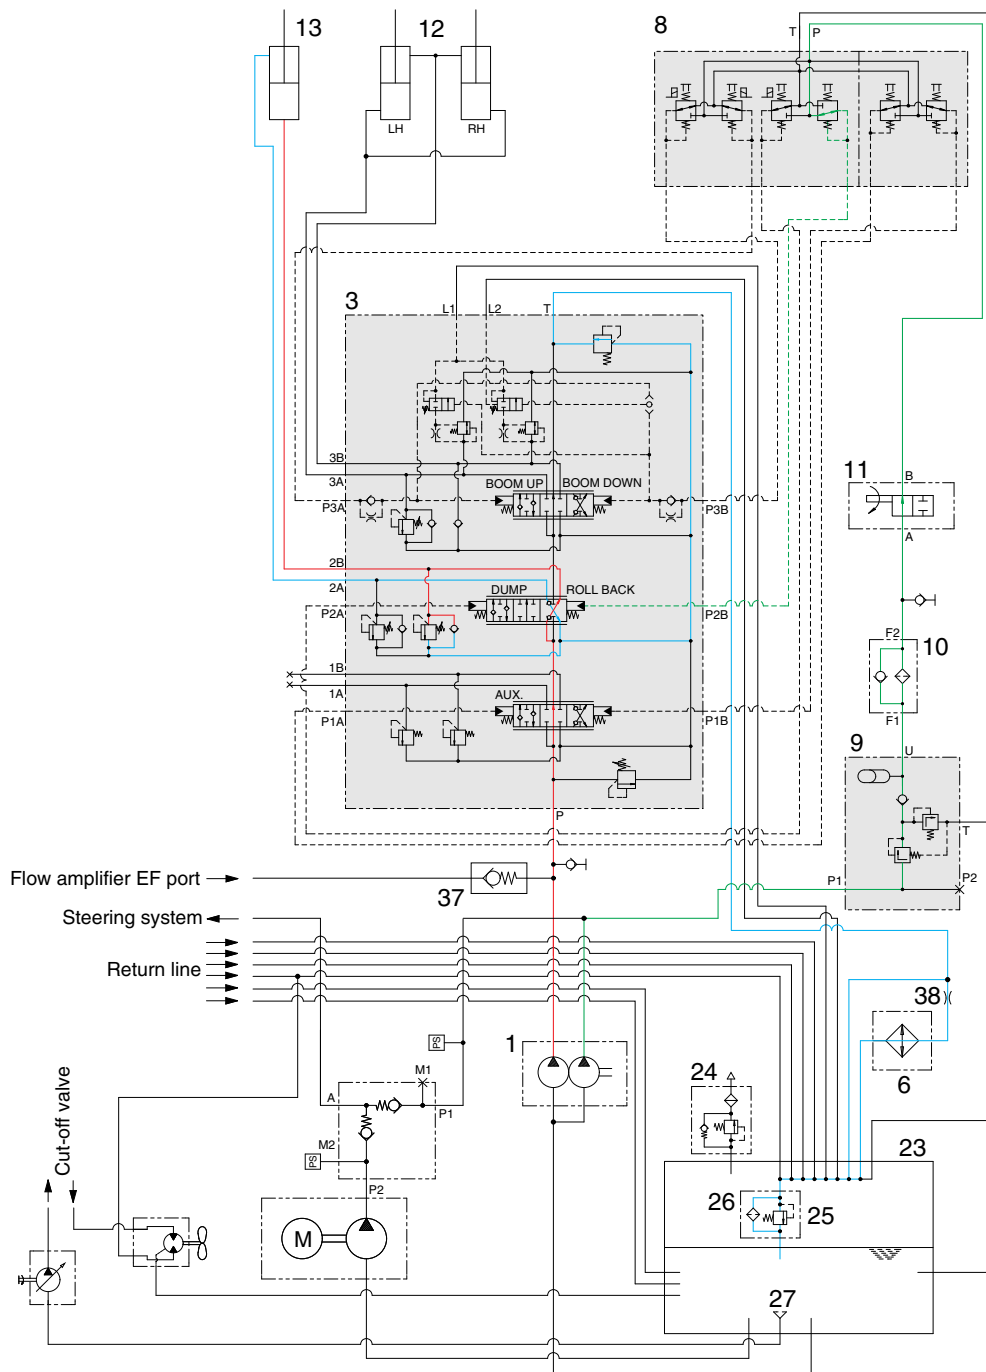 13
12
8
T
P
LH
RH
3
L1
L2
T
3B
3A
BOOM UP
BOOM DOWN
P3A
P3B
11
B
A
2B
2A
DUMP
ROLL BACK
P2A
P2B
F2
10
1B
1A
AUX.
P1A
P1B
F1
9
U
P
T
Flow amplifier EF port
37
P1
P2
Steering system
Return line
38
PS
1
M1
A
P1
24
6
M2
PS
Cut-off valve
P2
23
26
25
M
27